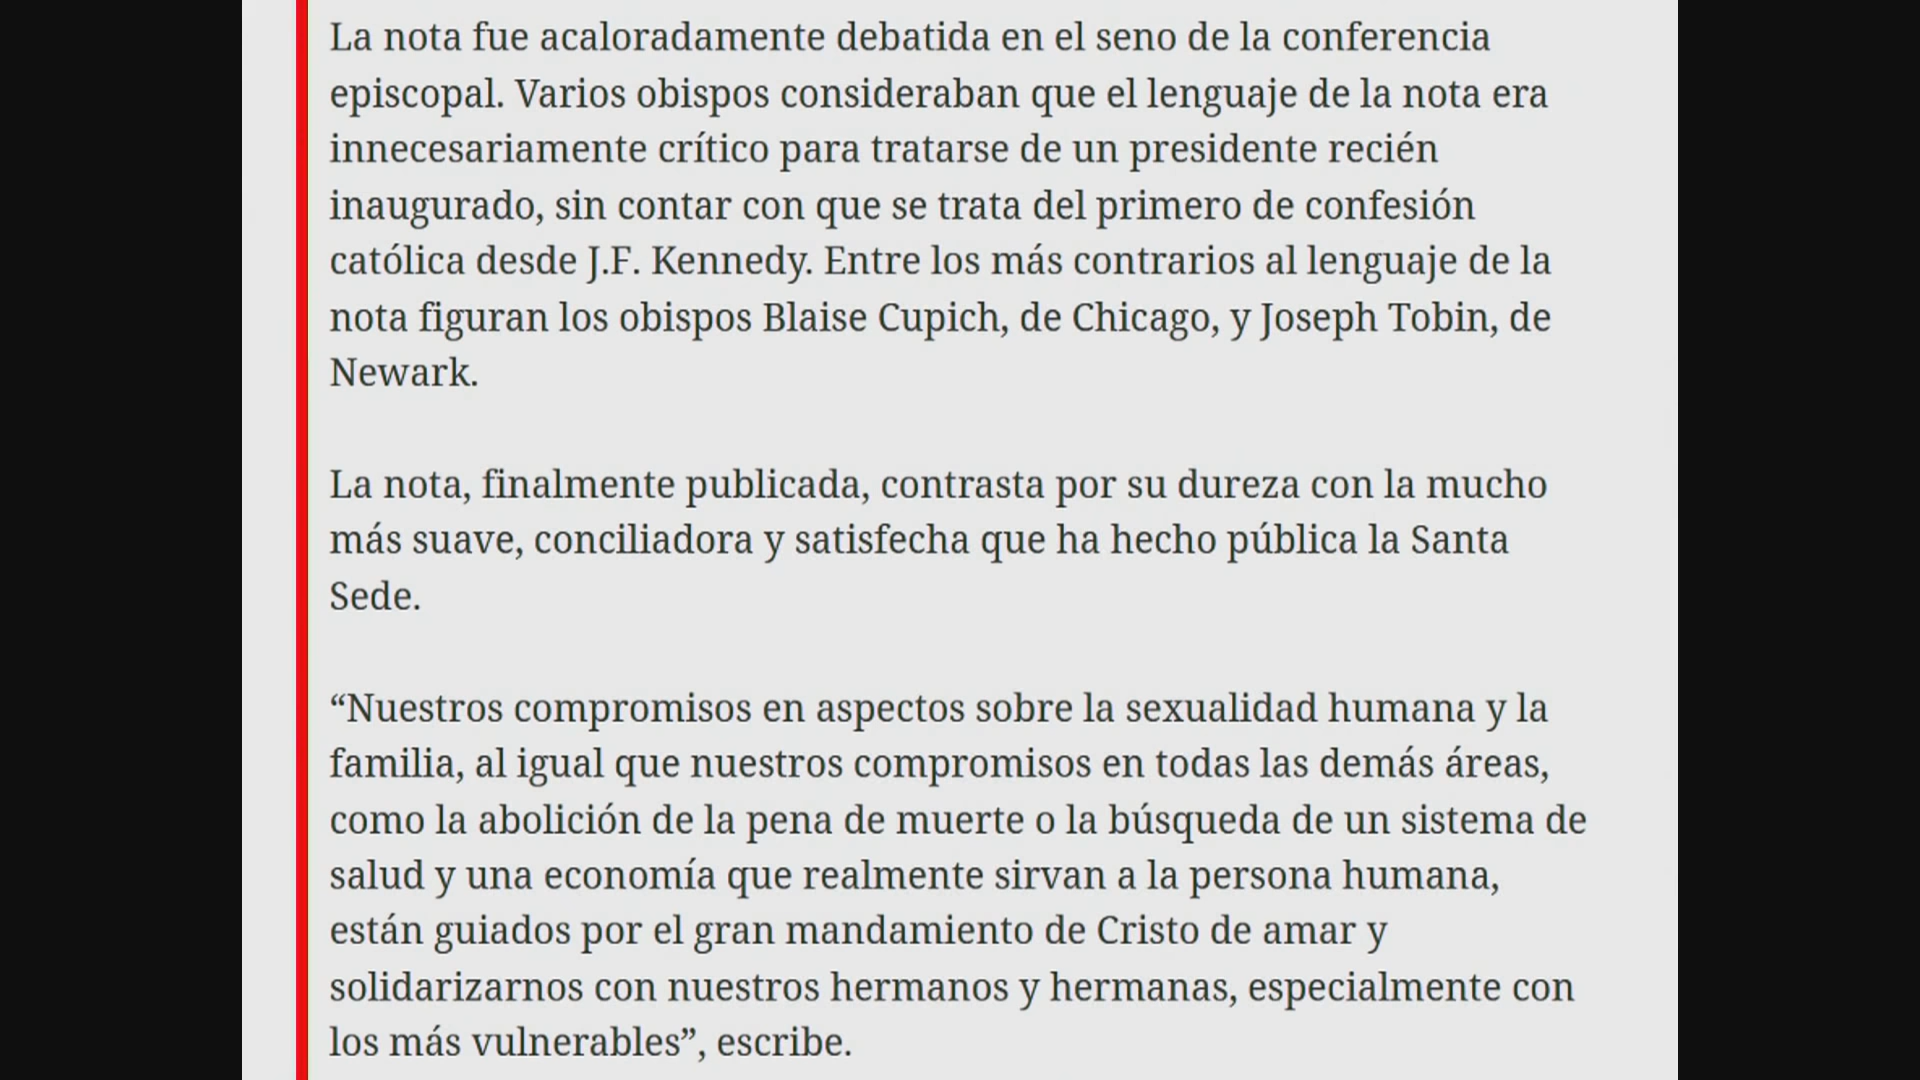 La nota fue acaloradamente debatida en el seno de la conferencia
episcopal. Varios obispos consideraban que el lenguaje de la nota era
innecesariamente crítico para tratarse de un presidente recién
inaugurado, sin contar con que se trata del primero de confesión
católica desde J.F. Kennedy. Entre los más contrarios al lenguaje de la
nota figuran los obispos Blaise Cupich, de Chicago, y Joseph Tobin, de
Newark.
La nota, finalmente publicada, contrasta por su dureza con la mucho
más suave, conciliadora y satisfecha que ha hecho pública la Santa
Sede.
“Nuestros compromisos en aspectos sobre la sexualidad humana y la
familia, al igual que nuestros compromisos en todas las demás áreas,
como la abolición de la pena de muerte o la búsqueda de un sistema de
salud y una economía que realmente sirvan a la persona humana,
están guiados por el gran mandamiento de Cristo de amar y
solidarizarnos con nuestros hermanos y hermanas, especialmente con
los más vulnerables”, escribe.